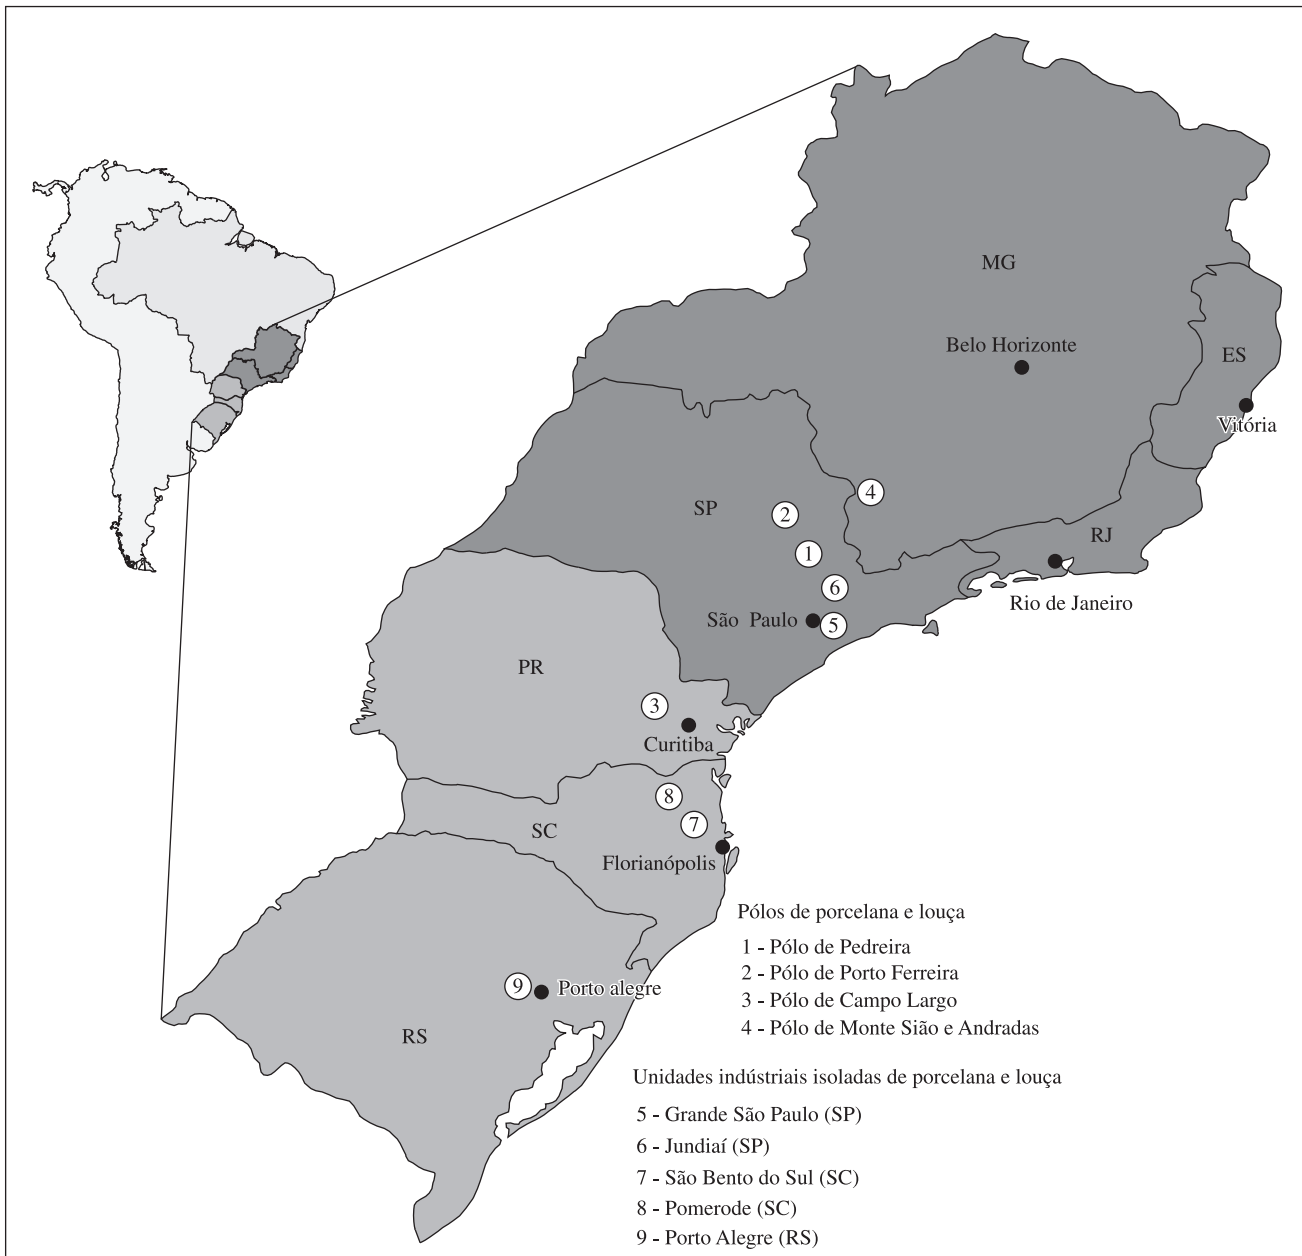 MG
Belo Horizonte
ES
Vitória
4
SP
2
RJ
1
6
Rio de Janeiro
São Paulo
5
PR
3
Curitiba
8
7
SC
Florianópolis
9
Porto alegre
RS
Pólos de porcelana e louça
1 - Pólo de Pedreira
2 - Pólo de Porto Ferreira
3 - Pólo de Campo Largo
4 - Pólo de Monte Sião e Andradas
Unidades indústriais isoladas de porcelana e louça
5 - Grande São Paulo (SP)
6 - Jundiaí (SP)
7 - São Bento do Sul (SC)
8 - Pomerode (SC)
9 - Porto Alegre (RS)